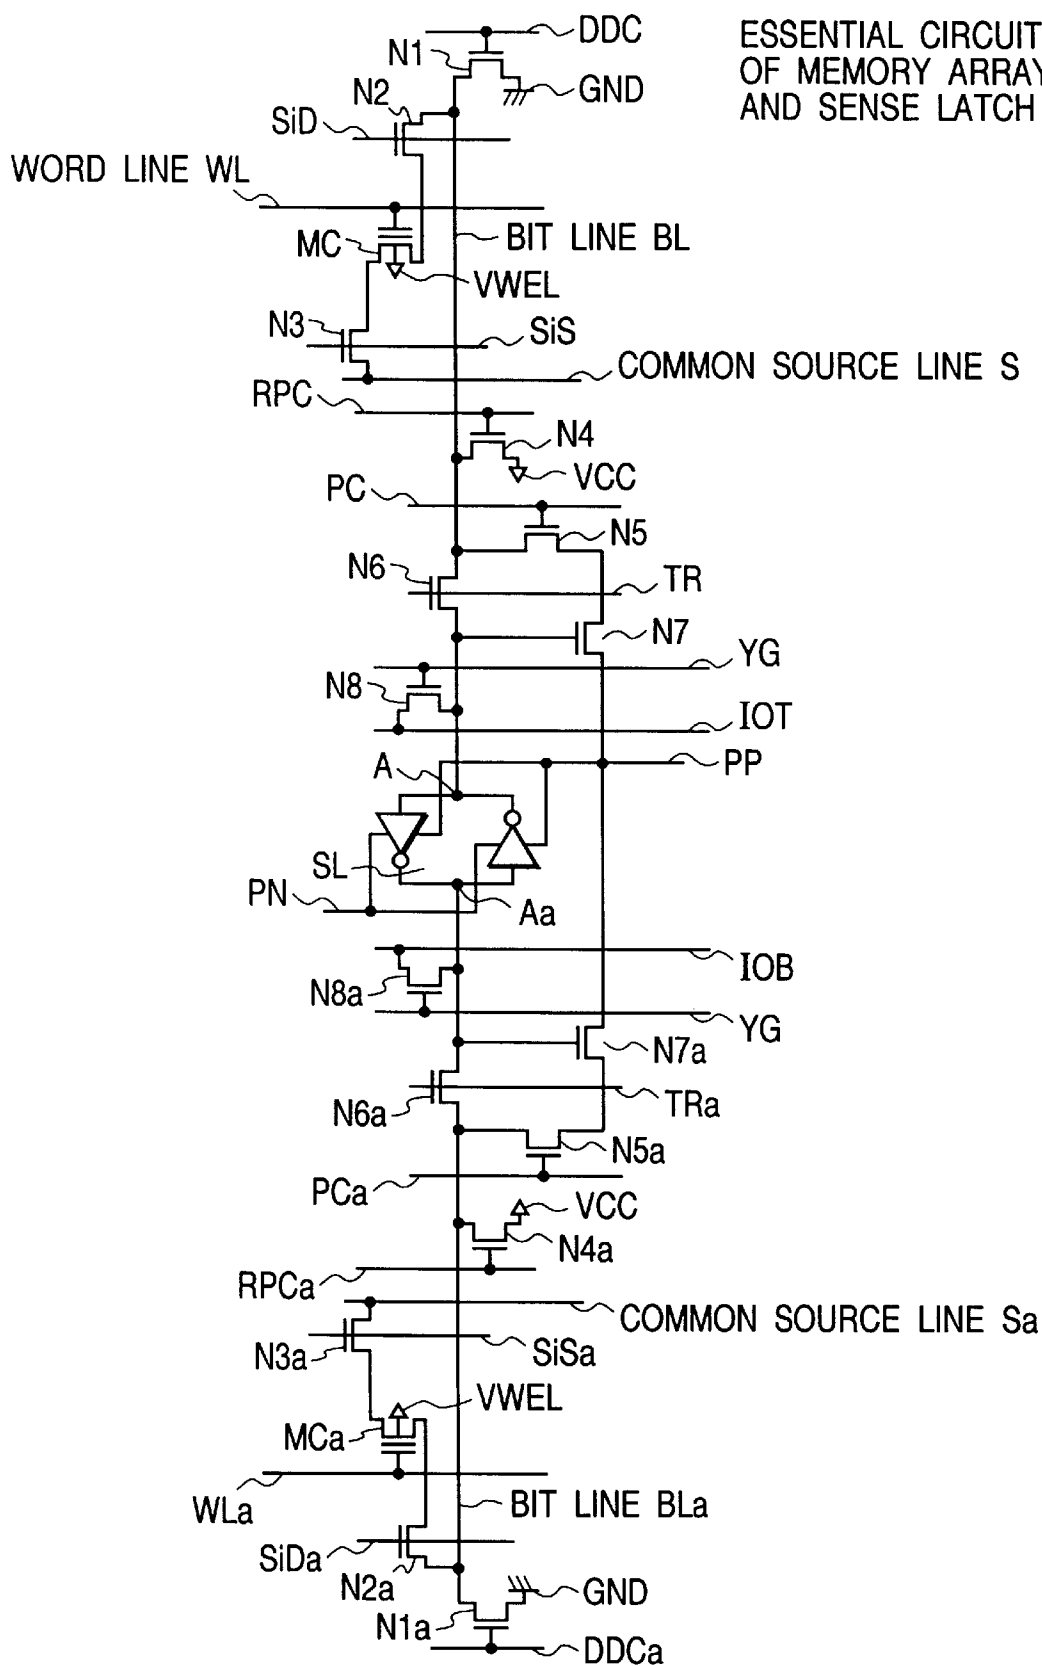 DDC
ESSENTIAL CIRCUIT
OF MEMORY ARRAY
AND SENSE LATCH
N1
GND
N2
SiD
WORD LINE WL
MC
BIT LINE BL
VWEL
N3
SiS
COMMON SOURCE LINE S
RPC
N4
VCC
PC
N5
N6
TR
N7
YG
N8
IOT
A
PP
SL
PN
Aa
IOB
N8a
YG
N7a
N6a
TRa
N5a
PCa
VCC
N4a
RPCa
COMMON SOURCE LINE Sa
N3a
SiSa
VWEL
MCa
WLa
BIT LINE BLa
SiDa
N2a
GND
N1a
DDCa